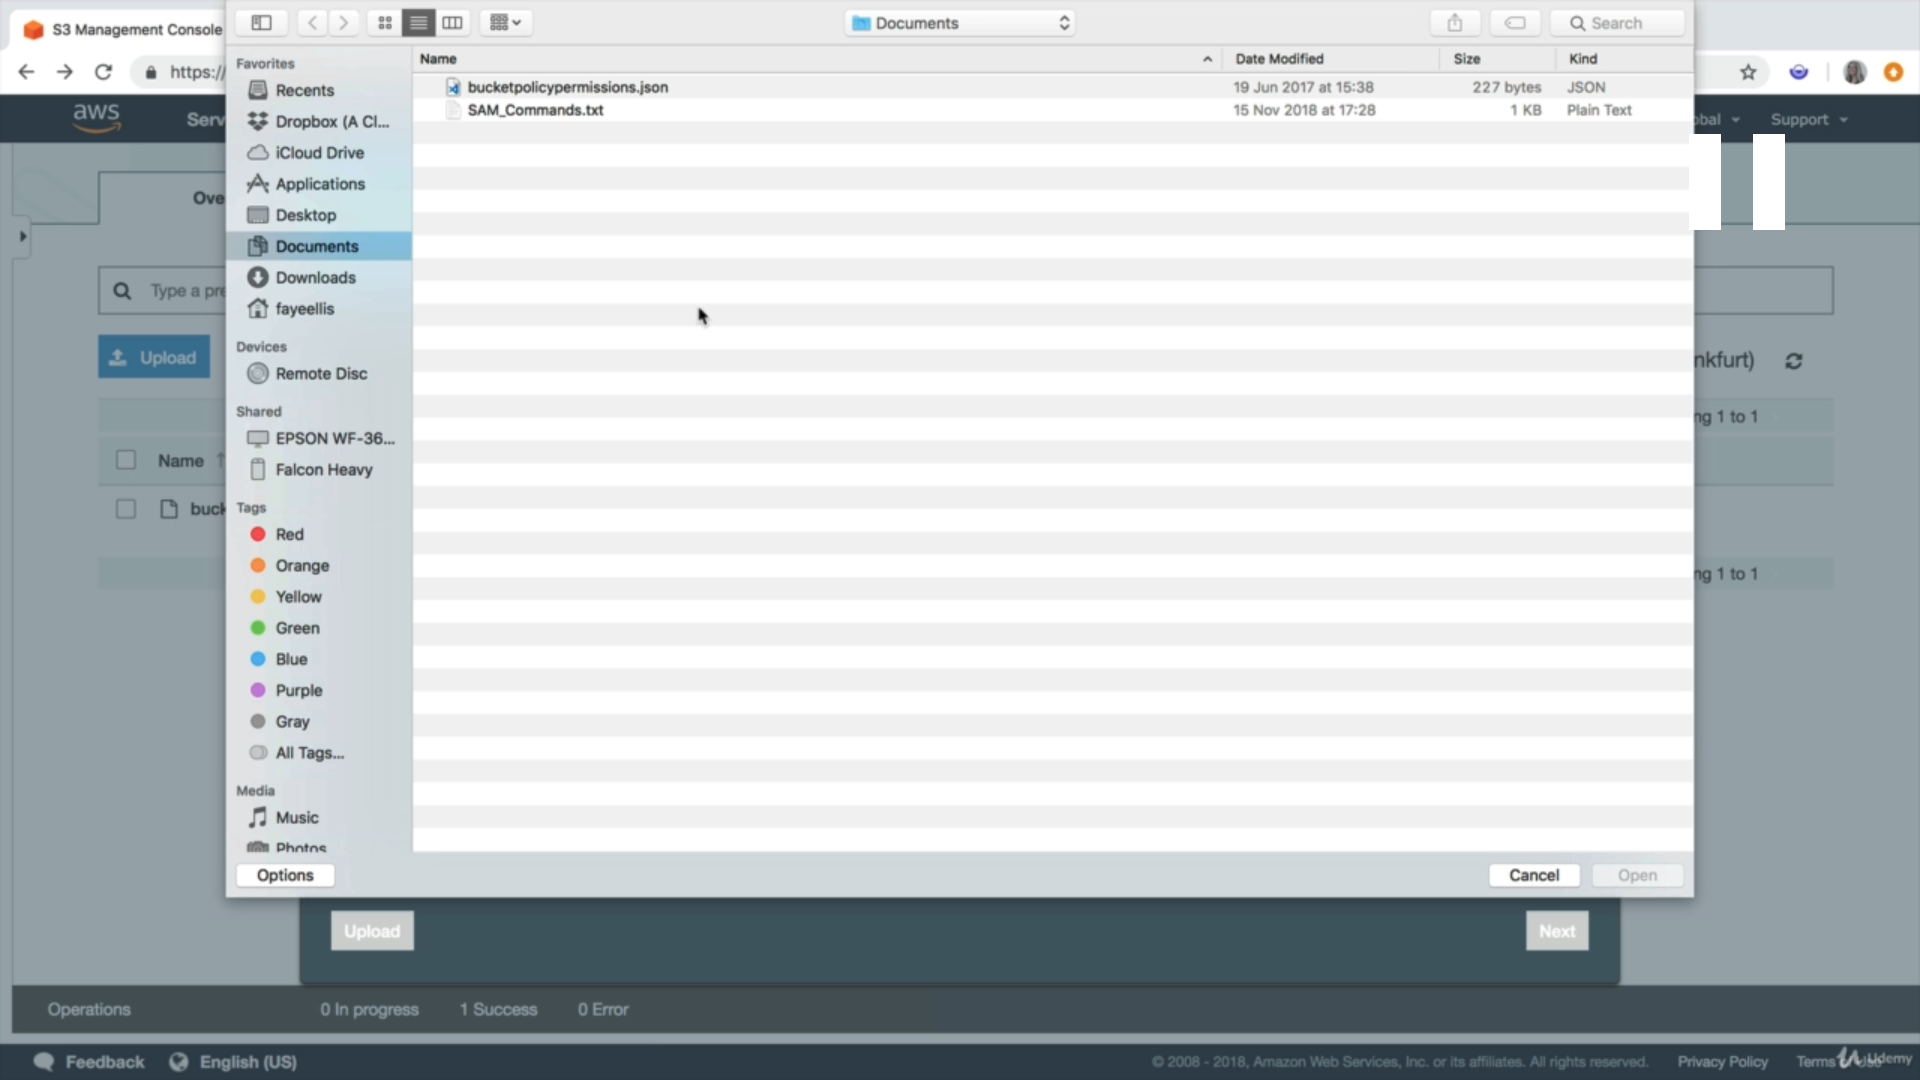 S3 Management Console
Documents
Search
https://
Favorites
Recents
Dropbox (A Cl...
iCloud Drive
Applications
Desktop
Documents
Downloads
fayeellis
Devices
Remote Disc
Shared
EPSON WF-36...
Falcon Heavy
Tags
Red
Orange
Yellow
Green
Blue
Purple
Gray
All Tags...
Media
Music
Photos
Name Date Modified Size Kind
bucketpolicypermissions.json 19 Jun 2017 at 15:38 227 bytes JSON
SAM_Commands.txt 15 Nov 2018 at 17:28 1 KB Plain Text
Options
Cancel
Open
aws
Serv
obal
Support
Ove
Type a pre
Upload
nkfurt)
ng 1 to 1
Name
buck
ng 1 to 1
Upload
Next
Operations 0 In progress 1 Success 0 Error
Feedback English (US)
© 2008 - 2018, Amazon Web Services, Inc. or its affiliates. All rights reserved. Privacy Policy Terms of Use
Udemy